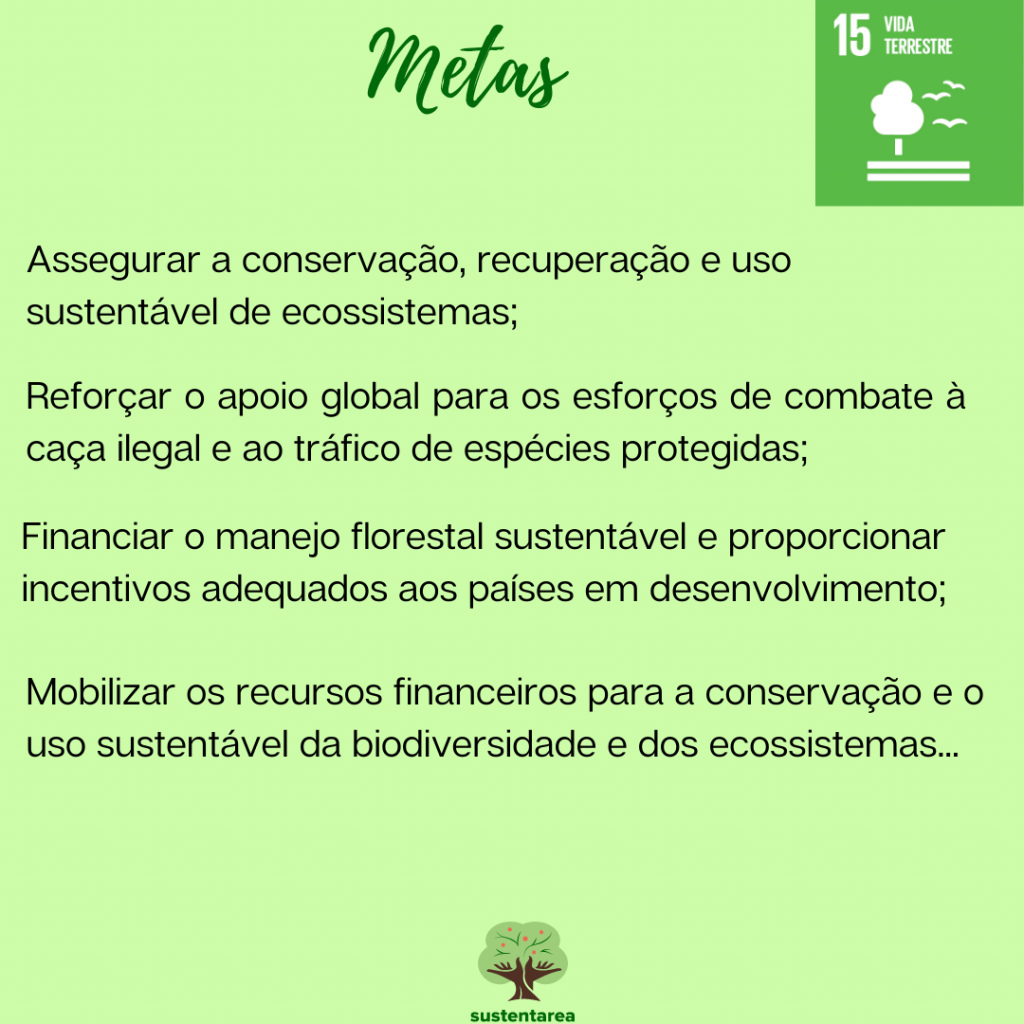 Metas
15 VIDA
TERRESTRE
Assegurar a conservação, recuperação e uso
sustentável de ecossistemas;
Reforçar o apoio global para os esforços de combate à
caça ilegal e ao tráfico de espécies protegidas;
Financiar o manejo florestal sustentável e proporcionar
incentivos adequados aos países em desenvolvimento;
Mobilizar os recursos financeiros para a conservação e o
uso sustentável da biodiversidade e dos ecossistemas...
sustentarea